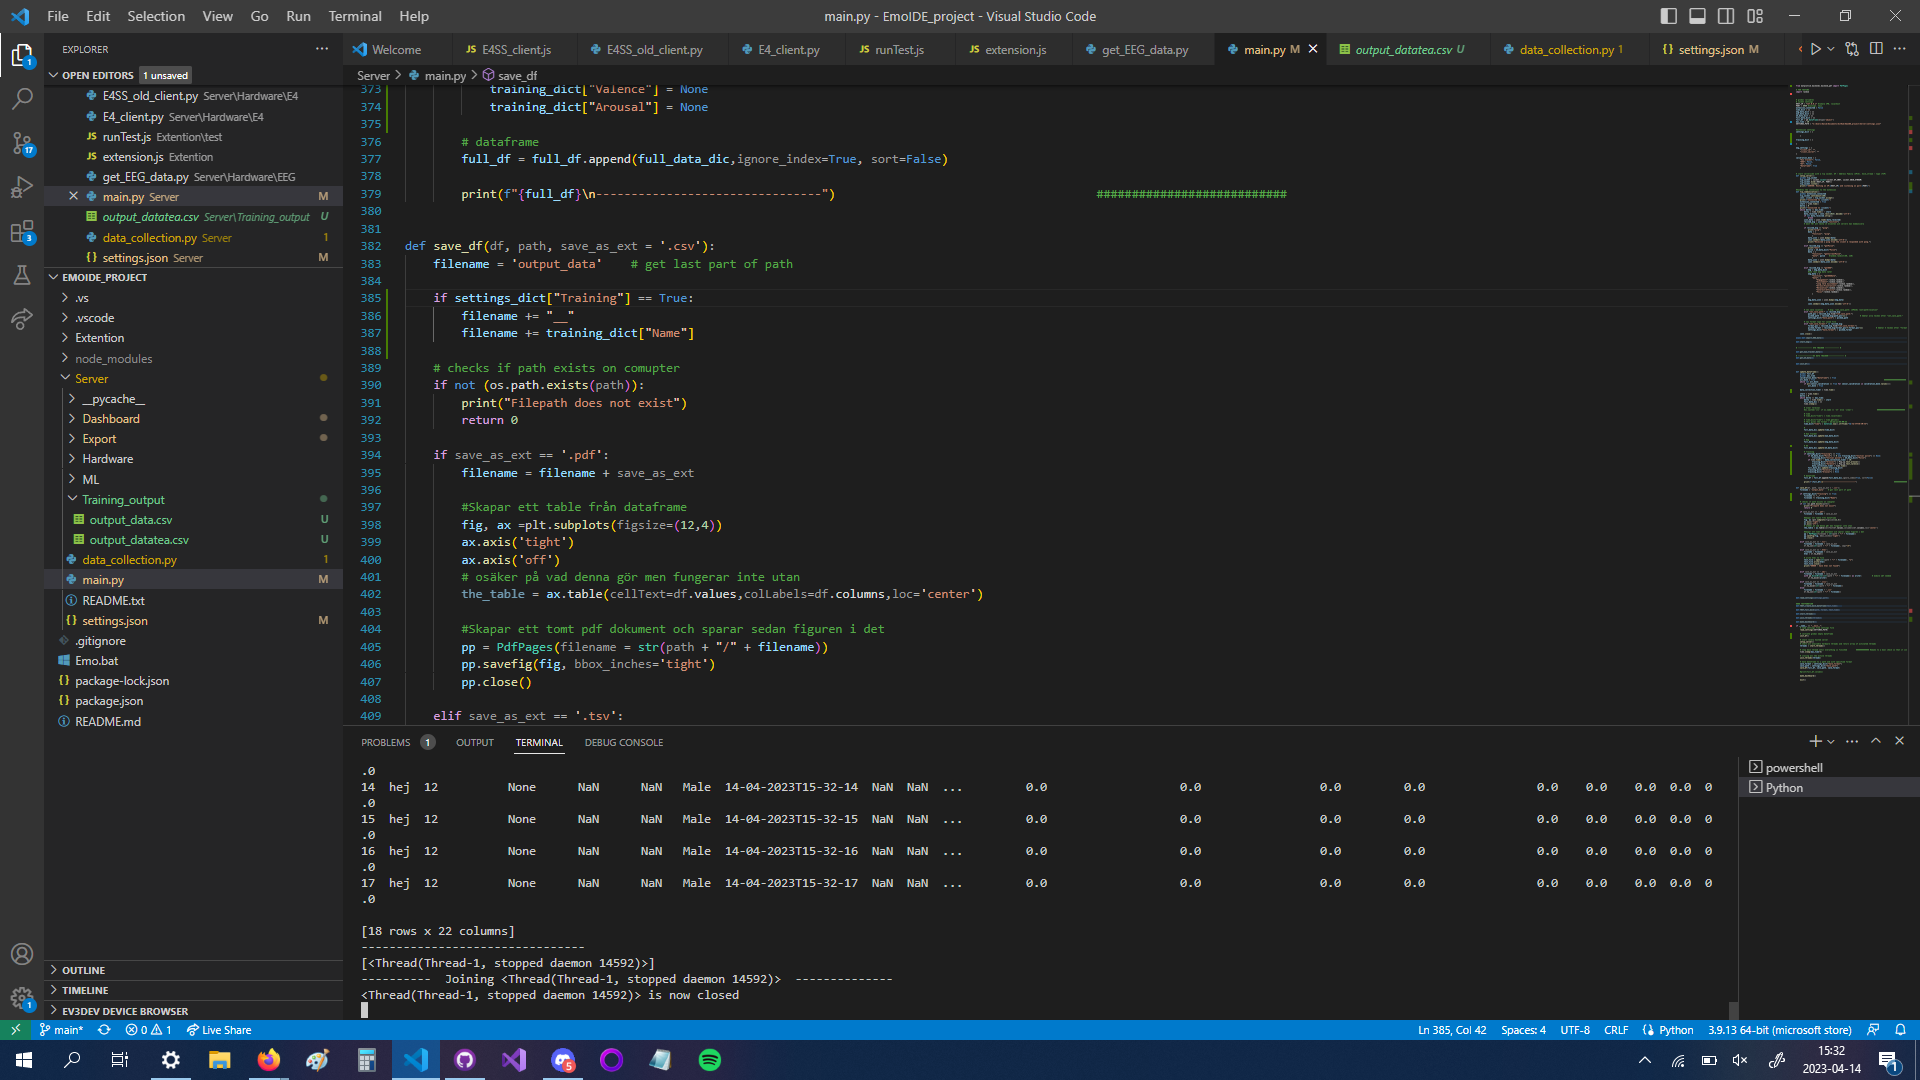 File Edit Selection View Go Run Terminal Help
main.py - EmoIDE_project - Visual Studio Code
EXPLORER
Welcome
JS E4SS_client.js
E4SS_old_client.py
E4_client.py
JS runTest.js
JS extension.js
get_EEG_data.py
main.py M
output_datatea.csv U
data_collection.py 1
{} settings.json M
OPEN EDITORS 1 unsaved
E4SS_old_client.py Server\Hardware\E4
E4_client.py Server\Hardware\E4
JS runTest.js Extention\test
JS extension.js Extention
get_EEG_data.py Server\Hardware\EEG
main.py Server M
output_datatea.csv Server\Training_output U
data_collection.py Server 1
{} settings.json Server M
EMOIDE_PROJECT
.vs
.vscode
Extention
node_modules
Server
__pycache__
Dashboard
Export
Hardware
ML
Training_output
output_data.csv U
output_datatea.csv U
data_collection.py 1
main.py M
README.txt
{} settings.json M
.gitignore
Emo.bat
{} package-lock.json
{} package.json
README.md
OUTLINE
TIMELINE
EV3DEV DEVICE BROWSER
Server > main.py > save_df
373 training_dict["Valence"] = None
374 training_dict["Arousal"] = None
375
376 # dataframe
377 full_df = full_df.append(full_data_dic,ignore_index=True, sort=False)
378
379 print(f"{full_df}\n--------------------------------") ###########################
380
381
382 def save_df(df, path, save_as_ext = '.csv'):
383 filename = 'output_data' # get last part of path
384
385 if settings_dict["Training"] == True:
386 filename += "__"
387 filename += training_dict["Name"]
388
389 # checks if path exists on comupter
390 if not (os.path.exists(path)):
391 print("Filepath does not exist")
392 return 0
393
394 if save_as_ext == '.pdf':
395 filename = filename + save_as_ext
396
397 #Skapar ett table från dataframe
398 fig, ax =plt.subplots(figsize=(12,4))
399 ax.axis('tight')
400 ax.axis('off')
401 # osäker på vad denna gör men fungerar inte utan
402 the_table = ax.table(cellText=df.values,colLabels=df.columns,loc='center')
403
404 #Skapar ett tomt pdf dokument och sparar sedan figuren i det
405 pp = PdfPages(filename = str(path + "/" + filename))
406 pp.savefig(fig, bbox_inches='tight')
407 pp.close()
408
409 elif save_as_ext == '.tsv':
PROBLEMS 1 OUTPUT TERMINAL DEBUG CONSOLE
.0
14 hej 12 None NaN NaN Male 14-04-2023T15-32-14 NaN NaN ... 0.0 0.0 0.0 0.0 0.0 0.0 0.0 0.0 0
.0
15 hej 12 None NaN NaN Male 14-04-2023T15-32-15 NaN NaN ... 0.0 0.0 0.0 0.0 0.0 0.0 0.0 0.0 0
.0
16 hej 12 None NaN NaN Male 14-04-2023T15-32-16 NaN NaN ... 0.0 0.0 0.0 0.0 0.0 0.0 0.0 0.0 0
.0
17 hej 12 None NaN NaN Male 14-04-2023T15-32-17 NaN NaN ... 0.0 0.0 0.0 0.0 0.0 0.0 0.0 0.0 0
.0
[18 rows x 22 columns]
--------------------------------
[<Thread(Thread-1, stopped daemon 14592)>]
---------- Joining <Thread(Thread-1, stopped daemon 14592)> --------------
<Thread(Thread-1, stopped daemon 14592)> is now closed
powershell
Python
main* 0 1 Live Share
Ln 385, Col 42 Spaces: 4 UTF-8 CRLF Python 3.9.13 64-bit (microsoft store)
15:32
2023-04-14